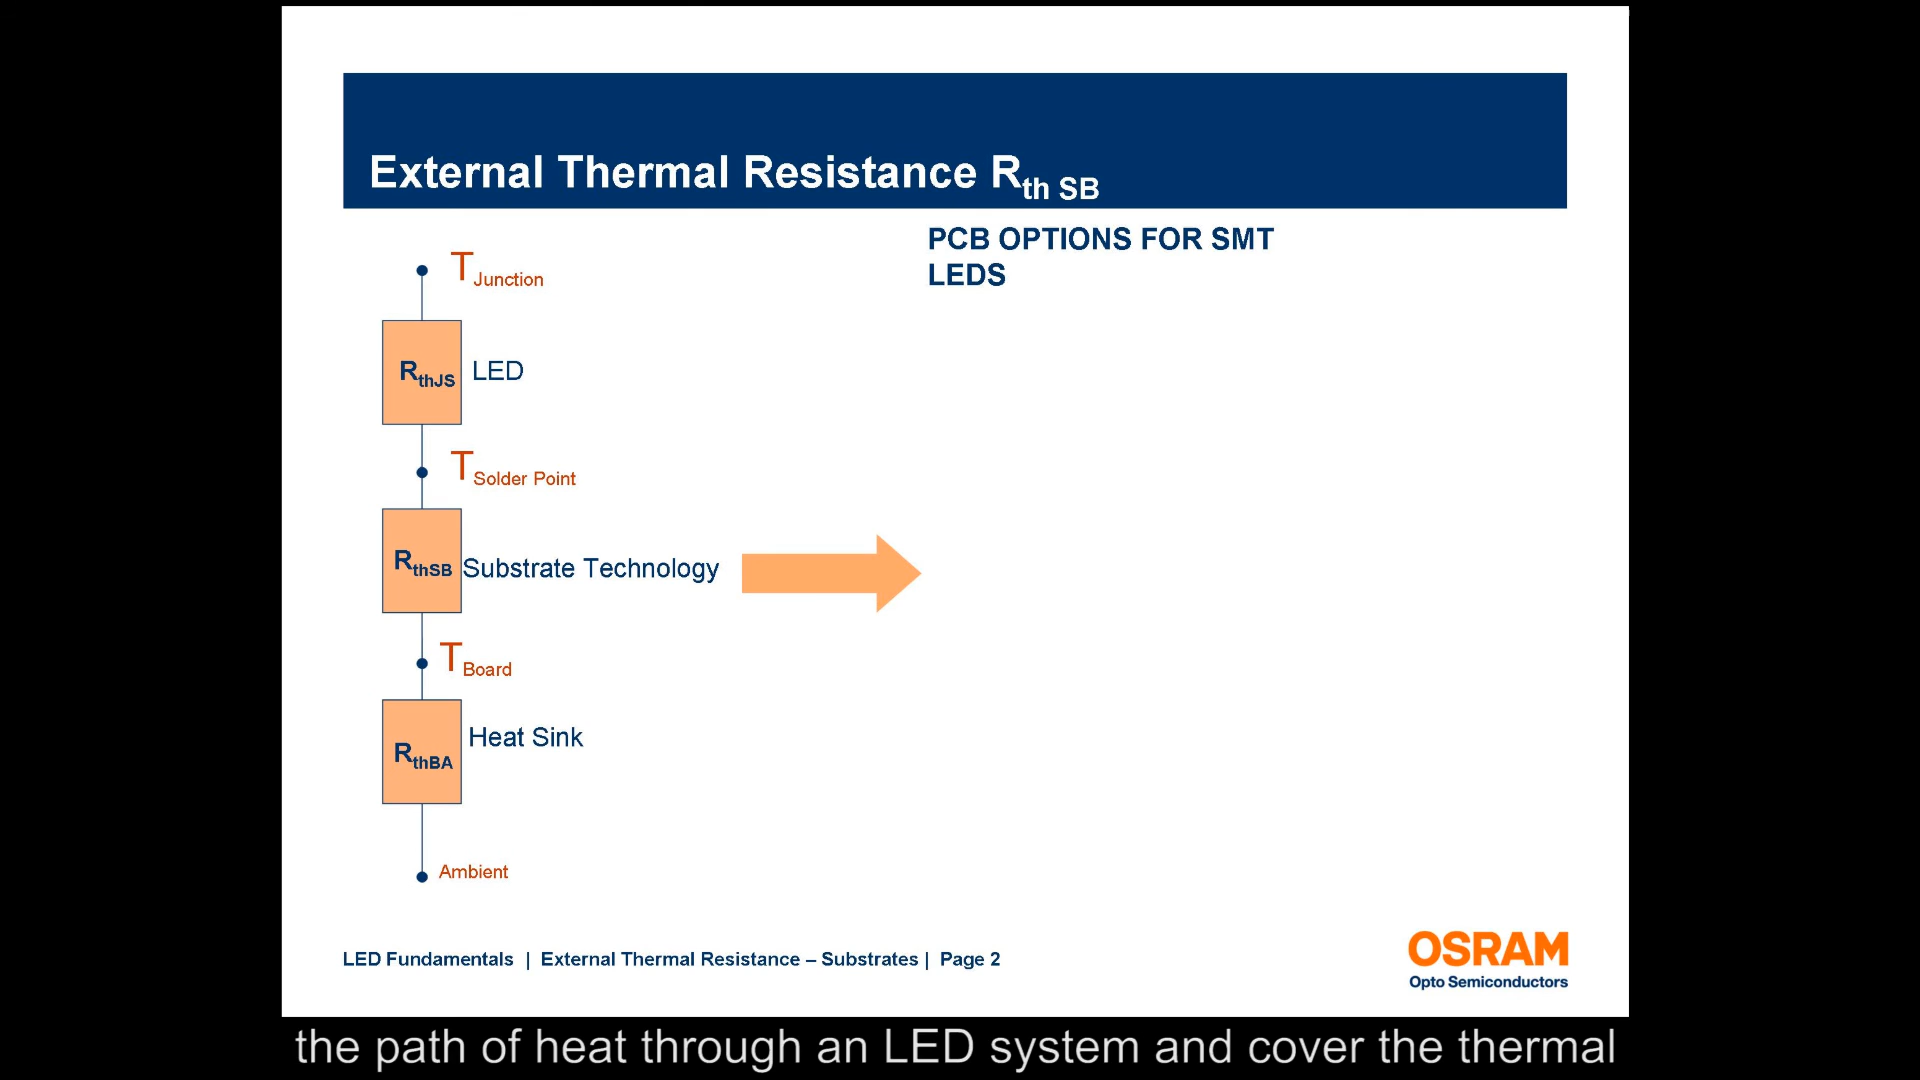 External Thermal Resistance Rth SB
PCB OPTIONS FOR SMT
LEDS
TJunction
RthJS LED
TSolder Point
RthSB Substrate Technology
TBoard
RthBA Heat Sink
Ambient
LED Fundamentals | External Thermal Resistance – Substrates | Page 2
OSRAM
Opto Semiconductors
the path of heat through an LED system and cover the thermal